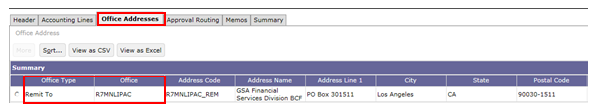 Header Accounting Lines Office Addresses Approval Routing Memos Summary
Office Address
More Sort... View as CSV View as Excel
Summary
Office Type Office Address Code Address Name Address Line 1 City State Postal Code
Remit To R7MNLIPAC R7MNLIPAC_REM GSA Financial Services Division BCF PO Box 301511 Los Angeles CA 90030-1511